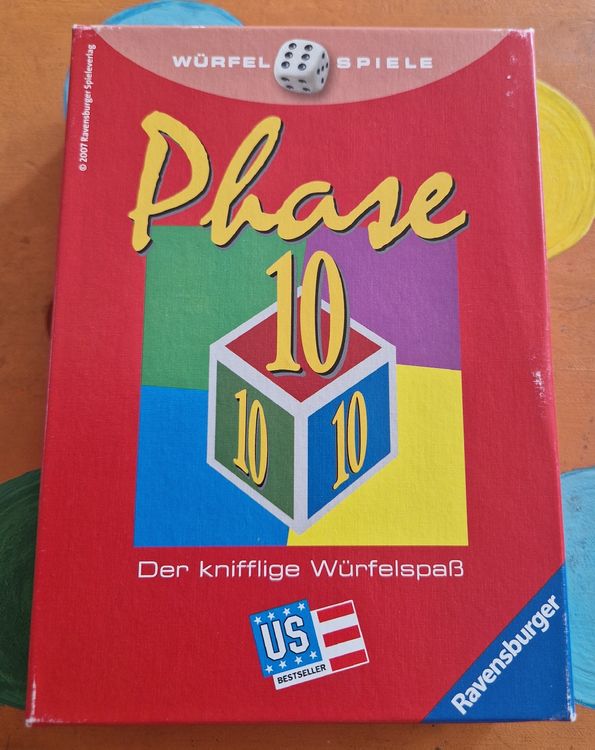 WÜRFEL SPIELE
© 2007 Ravensburger Spieleverlag
Phase
10
10 10
Der knifflige Würfelspaß
US
BESTSELLER
Ravensburger